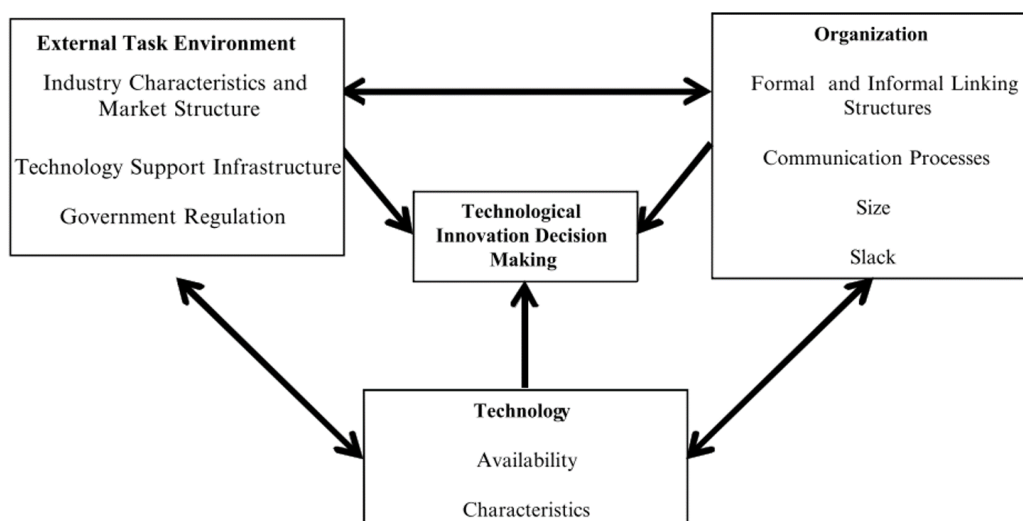 External Task Environment
Industry Characteristics and
Market Structure
Technology Support Infrastructure
Government Regulation
Organization
Formal and Informal Linking
Structures
Communication Processes
Size
Slack
Technological
Innovation Decision
Making
Technology
Availability
Characteristics